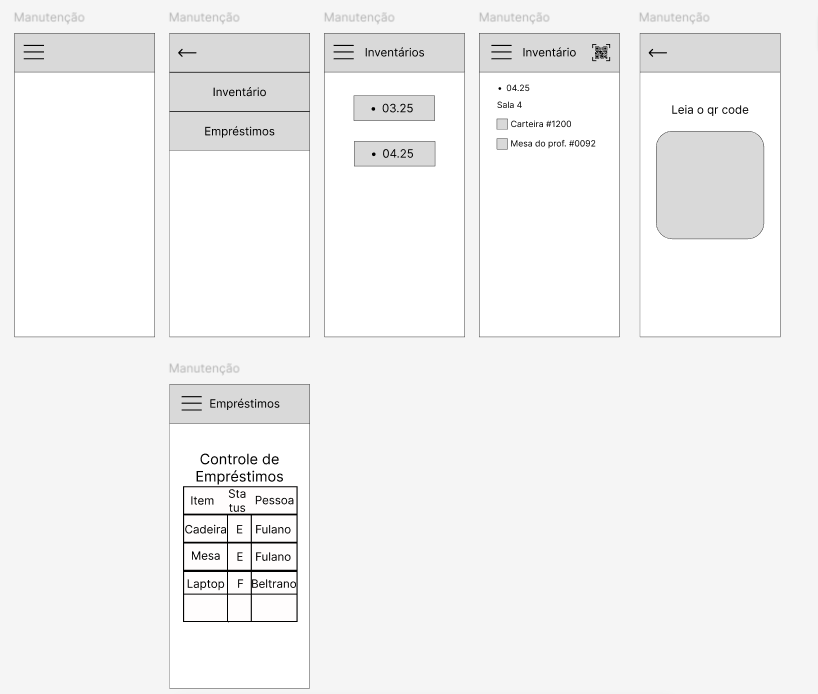 Manutenção
Manutenção
Inventário
Empréstimos
Manutenção
Inventários
• 03.25
• 04.25
Manutenção
Inventário
• 04.25
Sala 4
Carteira #1200
Mesa do prof. #0092
Manutenção
Leia o qr code
Manutenção
Empréstimos
Controle de
Empréstimos
Item Sta tus Pessoa
Cadeira E Fulano
Mesa E Fulano
Laptop F Beltrano